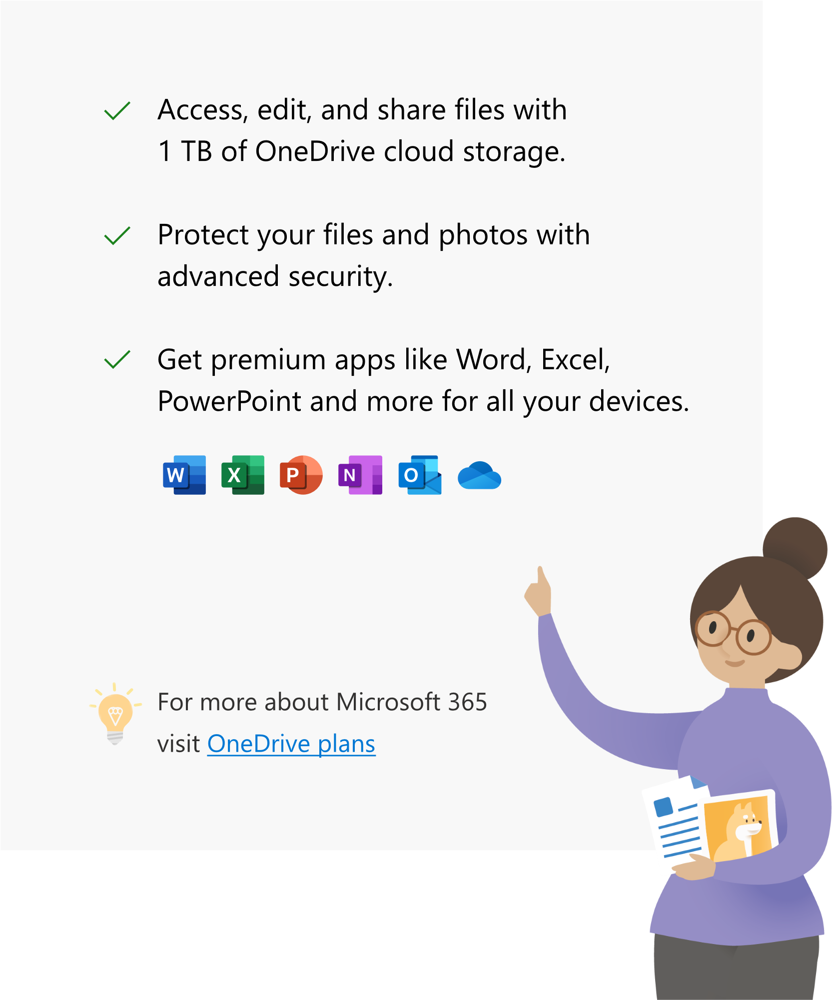 Access, edit, and share files with
1 TB of OneDrive cloud storage.
Protect your files and photos with
advanced security.
Get premium apps like Word, Excel,
PowerPoint and more for all your devices.
W X P N O
For more about Microsoft 365
visit OneDrive plans